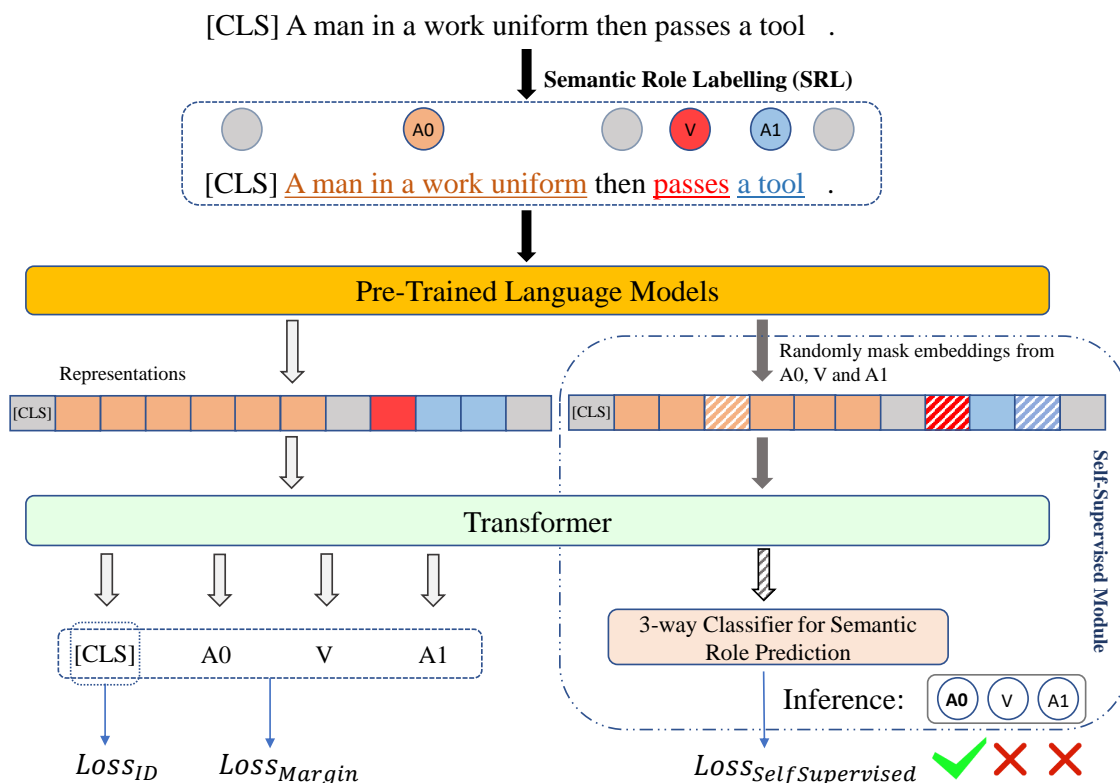 [CLS] A man in a work uniform then passes a tool .
Semantic Role Labelling (SRL)
A0 V A1
[CLS] A man in a work uniform then passes a tool .
Pre-Trained Language Models
Representations
Randomly mask embeddings from
A0, V and A1
[CLS]
[CLS]
Self-Supervised Module
Transformer
[CLS] A0 V A1
3-way Classifier for Semantic
Role Prediction
Inference: A0 V A1
Loss_ID Loss_Margin Loss_SelfSupervised